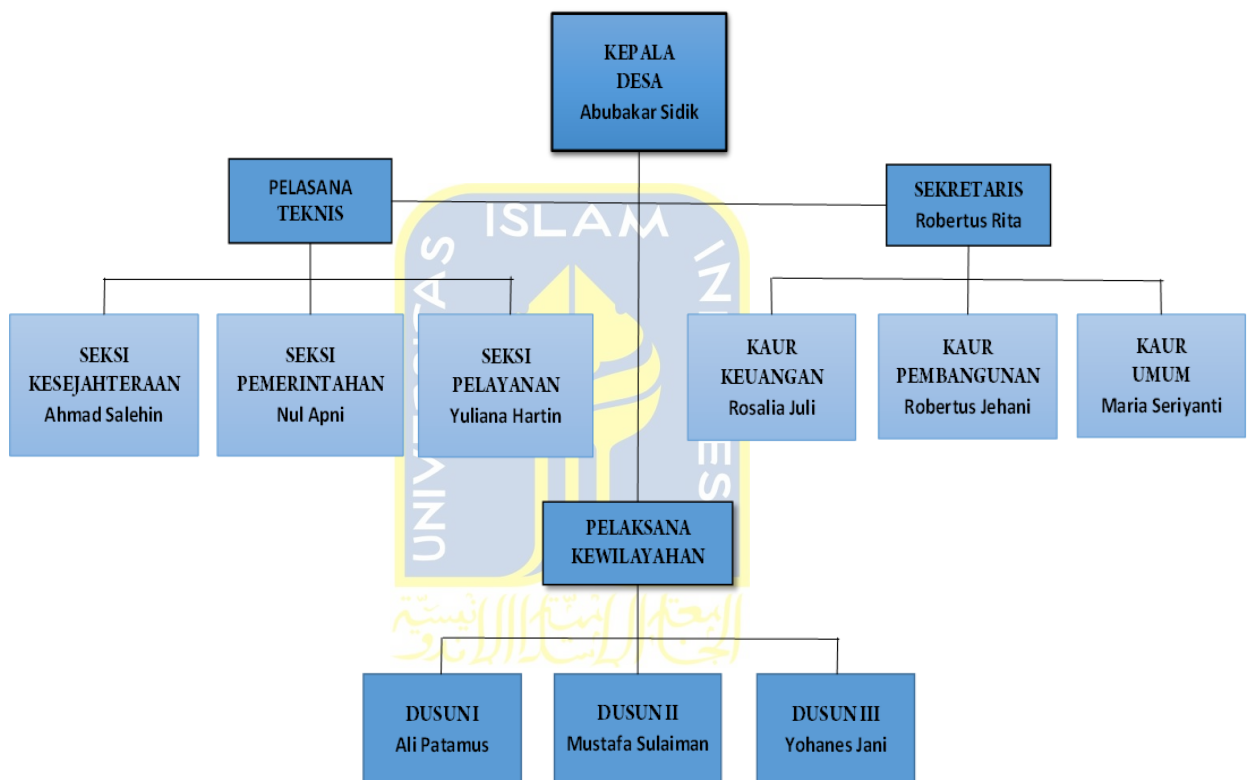 KEPALA
DESA
Abubakar Sidik
PELASANA
TEKNIS
SEKRETARIS
Robertus Rita
SEKSI
KESEJAHTERAAN
Ahmad Salehin
SEKSI
PEMERINTAHAN
Nul Apni
SEKSI
PELAYANAN
Yuliana Hartin
KAUR
KEUANGAN
Rosalia Juli
KAUR
PEMBANGUNAN
Robertus Jehani
KAUR
UMUM
Maria Seriyanti
PELAKSANA
KEWILAYAHAN
DUSUN I
Ali Patamus
DUSUN II
Mustafa Sulaiman
DUSUN III
Yohanes Jani
ISLAM